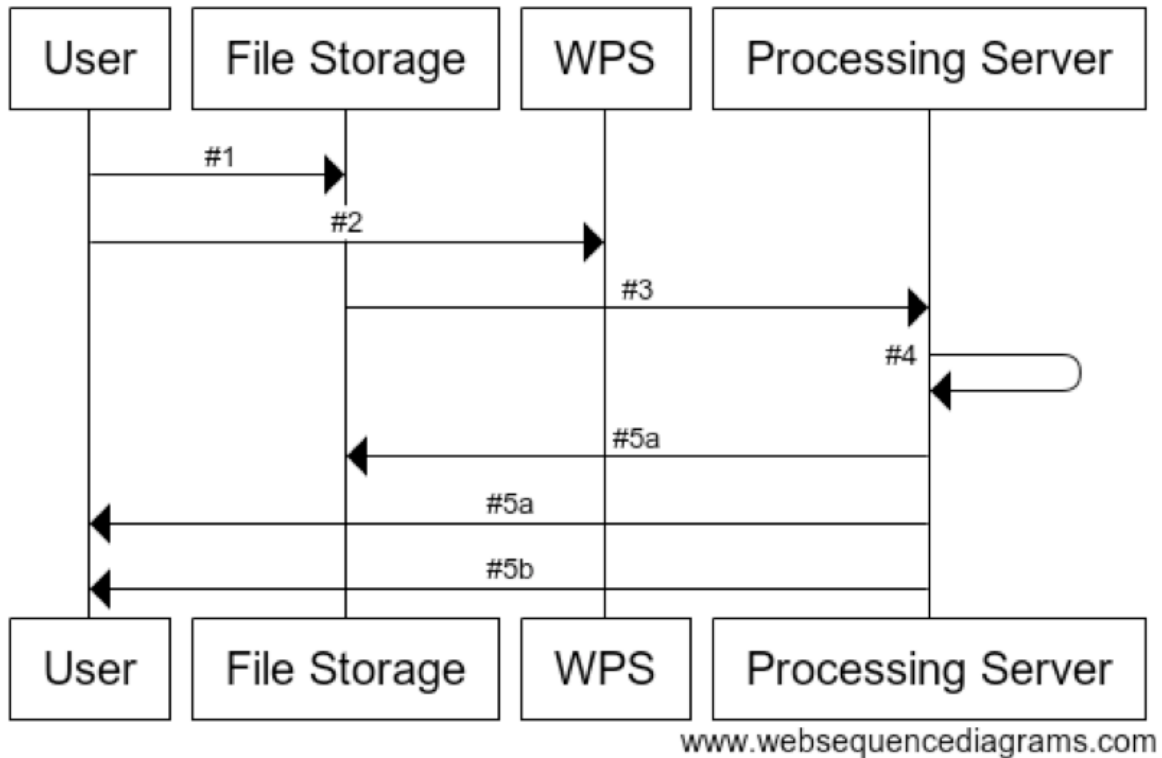 User File Storage WPS Processing Server
#1
#2
#3
#4
#5a
#5a
#5b
User File Storage WPS Processing Server
www.websequencediagrams.com